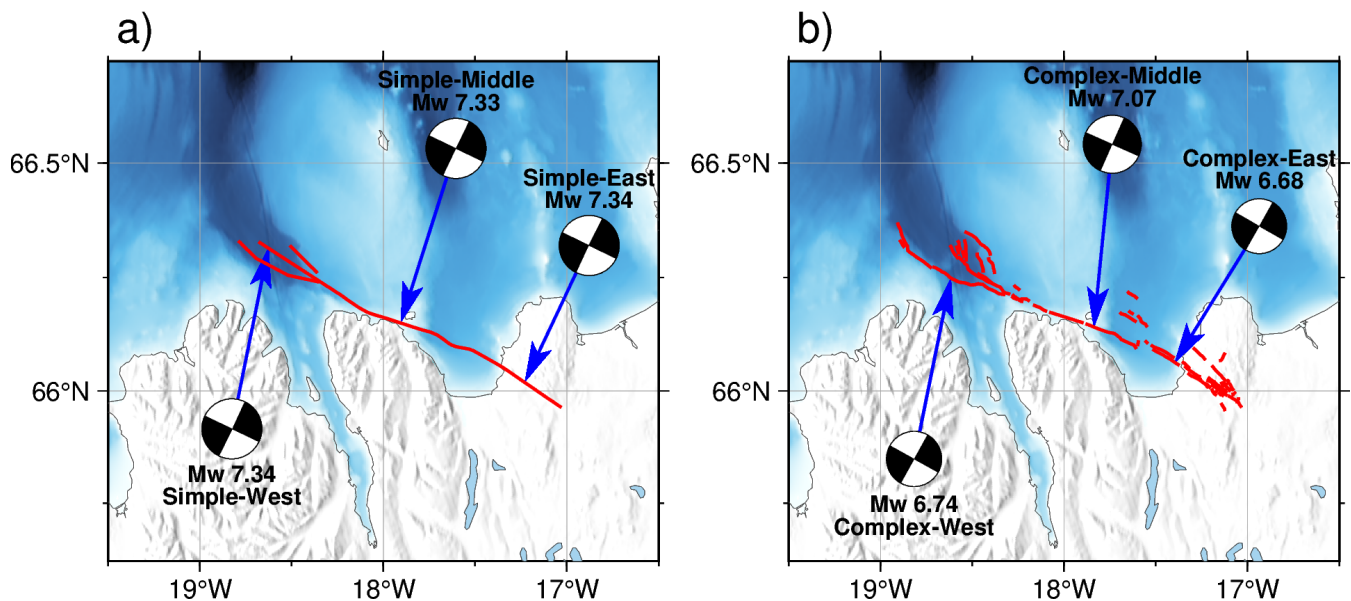 a)
Simple-Middle
Mw 7.33
Simple-East
Mw 7.34
Mw 7.34
Simple-West
66.5°N
66°N
19°W
18°W
17°W
b)
Complex-Middle
Mw 7.07
Complex-East
Mw 6.68
Mw 6.74
Complex-West
66.5°N
66°N
19°W
18°W
17°W